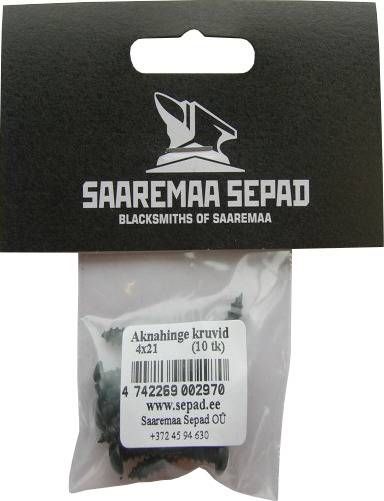 SAAREMAA SEPAD
BLACKSMITHS OF SAAREMAA
Aknahinge kruvid
4x21 (10 tk)
4 742269 002970
www.sepad.ee
Saaremaa Sepad OÜ
+372 45 94 630